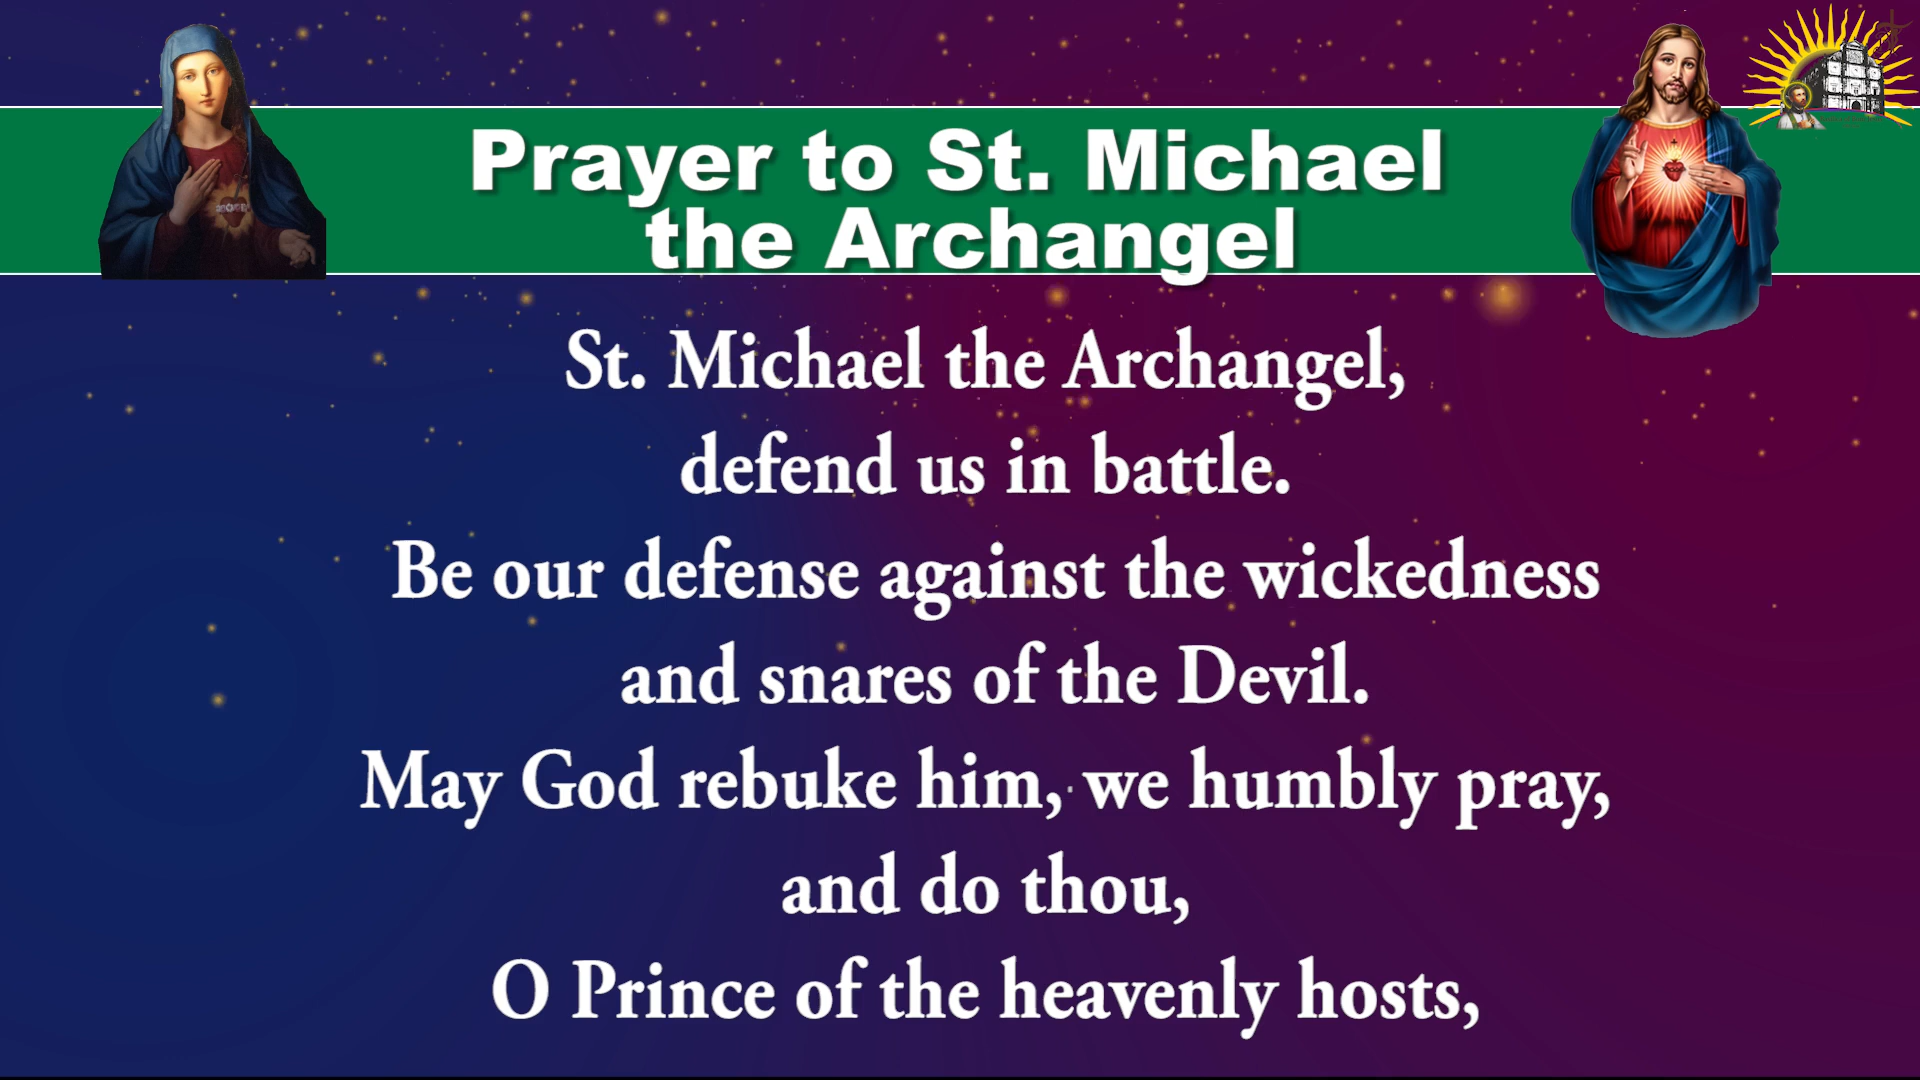 Prayer to St. Michael
the Archangel
St. Michael the Archangel,
defend us in battle.
Be our defense against the wickedness
and snares of the Devil.
May God rebuke him, we humbly pray,
and do thou,
O Prince of the heavenly hosts,